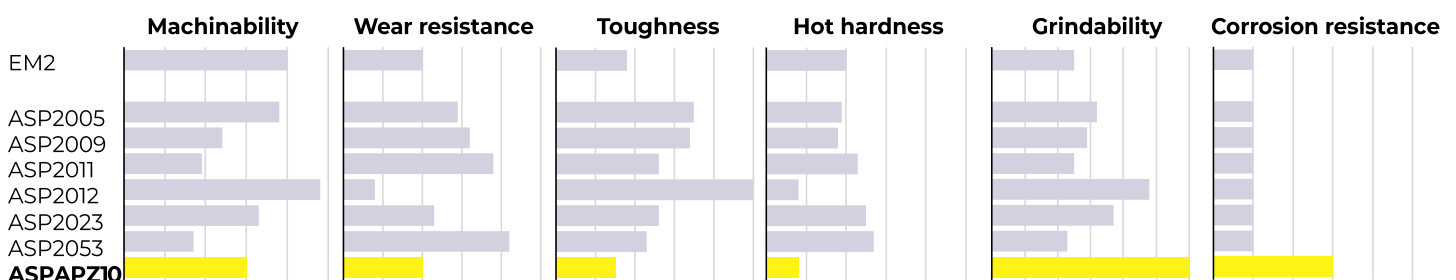 Machinability Wear resistance Toughness Hot hardness Grindability Corrosion resistance
EM2
ASP2005
ASP2009
ASP2011
ASP2012
ASP2023
ASP2053
ASPAPZ10